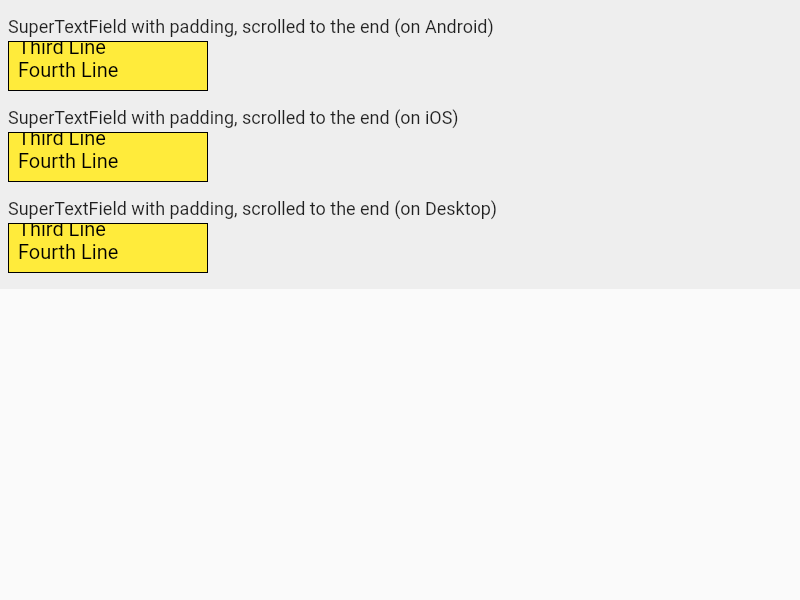 SuperTextField with padding, scrolled to the end (on Android)
Third Line
Fourth Line
SuperTextField with padding, scrolled to the end (on iOS)
Third Line
Fourth Line
SuperTextField with padding, scrolled to the end (on Desktop)
Third Line
Fourth Line